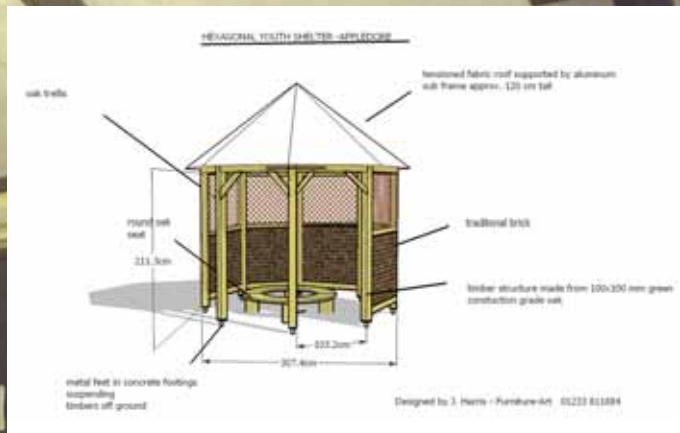 HEXAGONAL YOUTH SHELTER -APPLEDORE
tensioned fabric roof supported by aluminum
sub frame approx. 120 cm tall
oak trellis
round oak
seat
traditional brick
211.3cm
timber structure made from 100x100 mm green
constuction grade oak
103.2cm
307.4cm
metal feet in concrete footings
suspending
timbers off ground
Designed by J. Harris - Furniture-Art 01233 811684